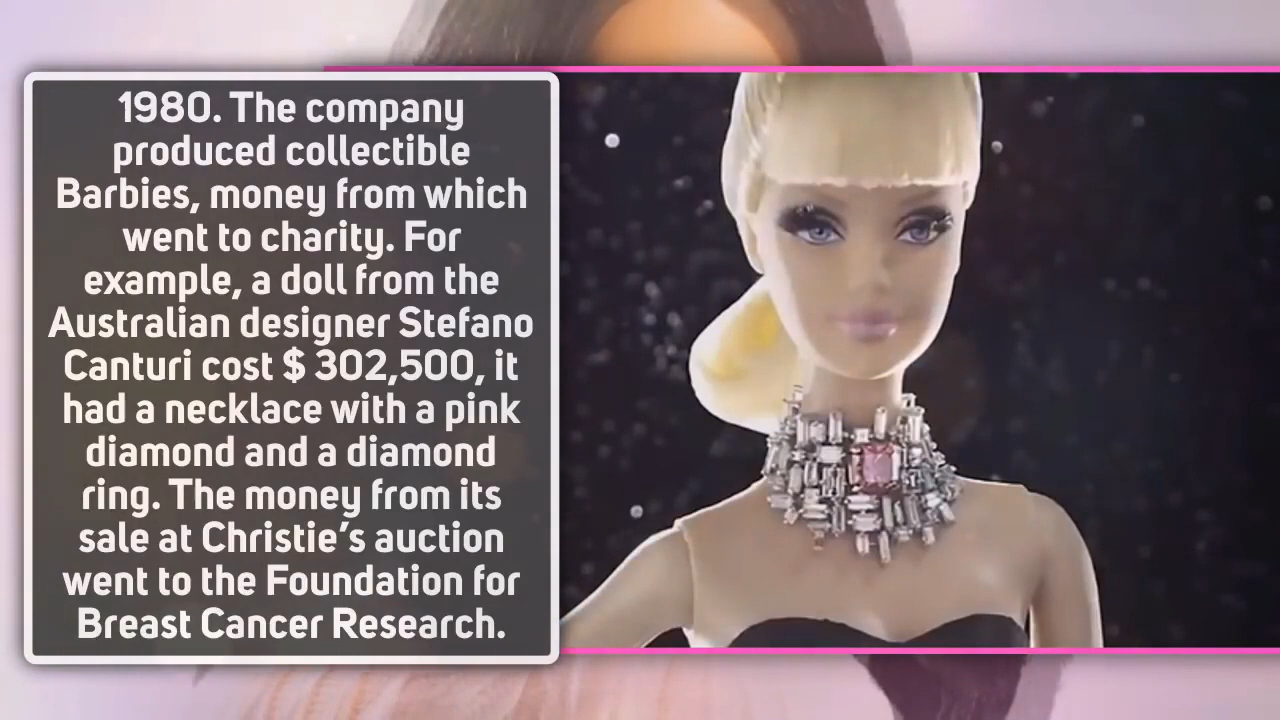 1980. The company
produced collectible
Barbies, money from which
went to charity. For
example, a doll from the
Australian designer Stefano
Canturi cost $ 302,500, it
had a necklace with a pink
diamond and a diamond
ring. The money from its
sale at Christie’s auction
went to the Foundation for
Breast Cancer Research.